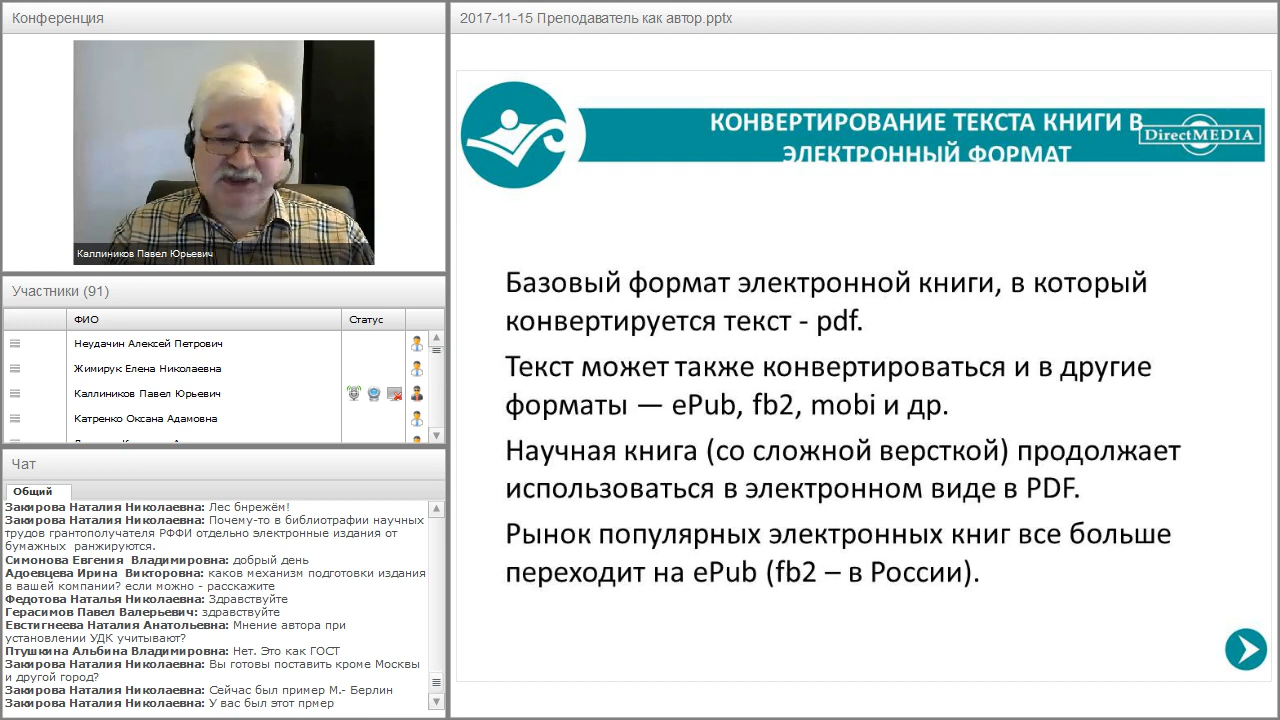 Конференция
Каллиников Павел Юрьевич
Участники (91)
ФИО
Статус
Неудачин Алексей Петрович
Жимирук Елена Николаевна
Каллиников Павел Юрьевич
Катренко Оксана Адамовна
Чат
Общий
Закирова Наталия Николаевна: Лес бнрежём!
Закирова Наталия Николаевна: Почему-то в библиотрафии научных
трудов грантополучателя РФФИ отдельно электронные издания от
бумажных ранжируются.
Симонова Евгения Владимировна: добрый день
Адоевцева Ирина Викторовна: каков механизм подготовки издания
в вашей компании? если можно - расскажите
Федотова Наталья Николаевна: Здравствуйте
Герасимов Павел Валерьевич: здравствуйте
Евстигнеева Наталия Анатольевна: Мнение автора при
установлении УДК учитывают?
Птушкина Альбина Владимировна: Нет. Это как ГОСТ
Закирова Наталия Николаевна: Вы готовы поставить кроме Москвы
и другой город?
Закирова Наталия Николаевна: Сейчас был пример М.- Берлин
Закирова Наталия Николаевна: У вас был этот прмер
2017-11-15 Преподаватель как автор.pptx
КОНВЕРТИРОВАНИЕ ТЕКСТА КНИГИ В
ЭЛЕКТРОННЫЙ ФОРМАТ
DirectMEDIA
Базовый формат электронной книги, в который
конвертируется текст - pdf.
Текст может также конвертироваться и в другие
форматы — ePub, fb2, mobi и др.
Научная книга (со сложной версткой) продолжает
использоваться в электронном виде в PDF.
Рынок популярных электронных книг все больше
переходит на ePub (fb2 – в России).